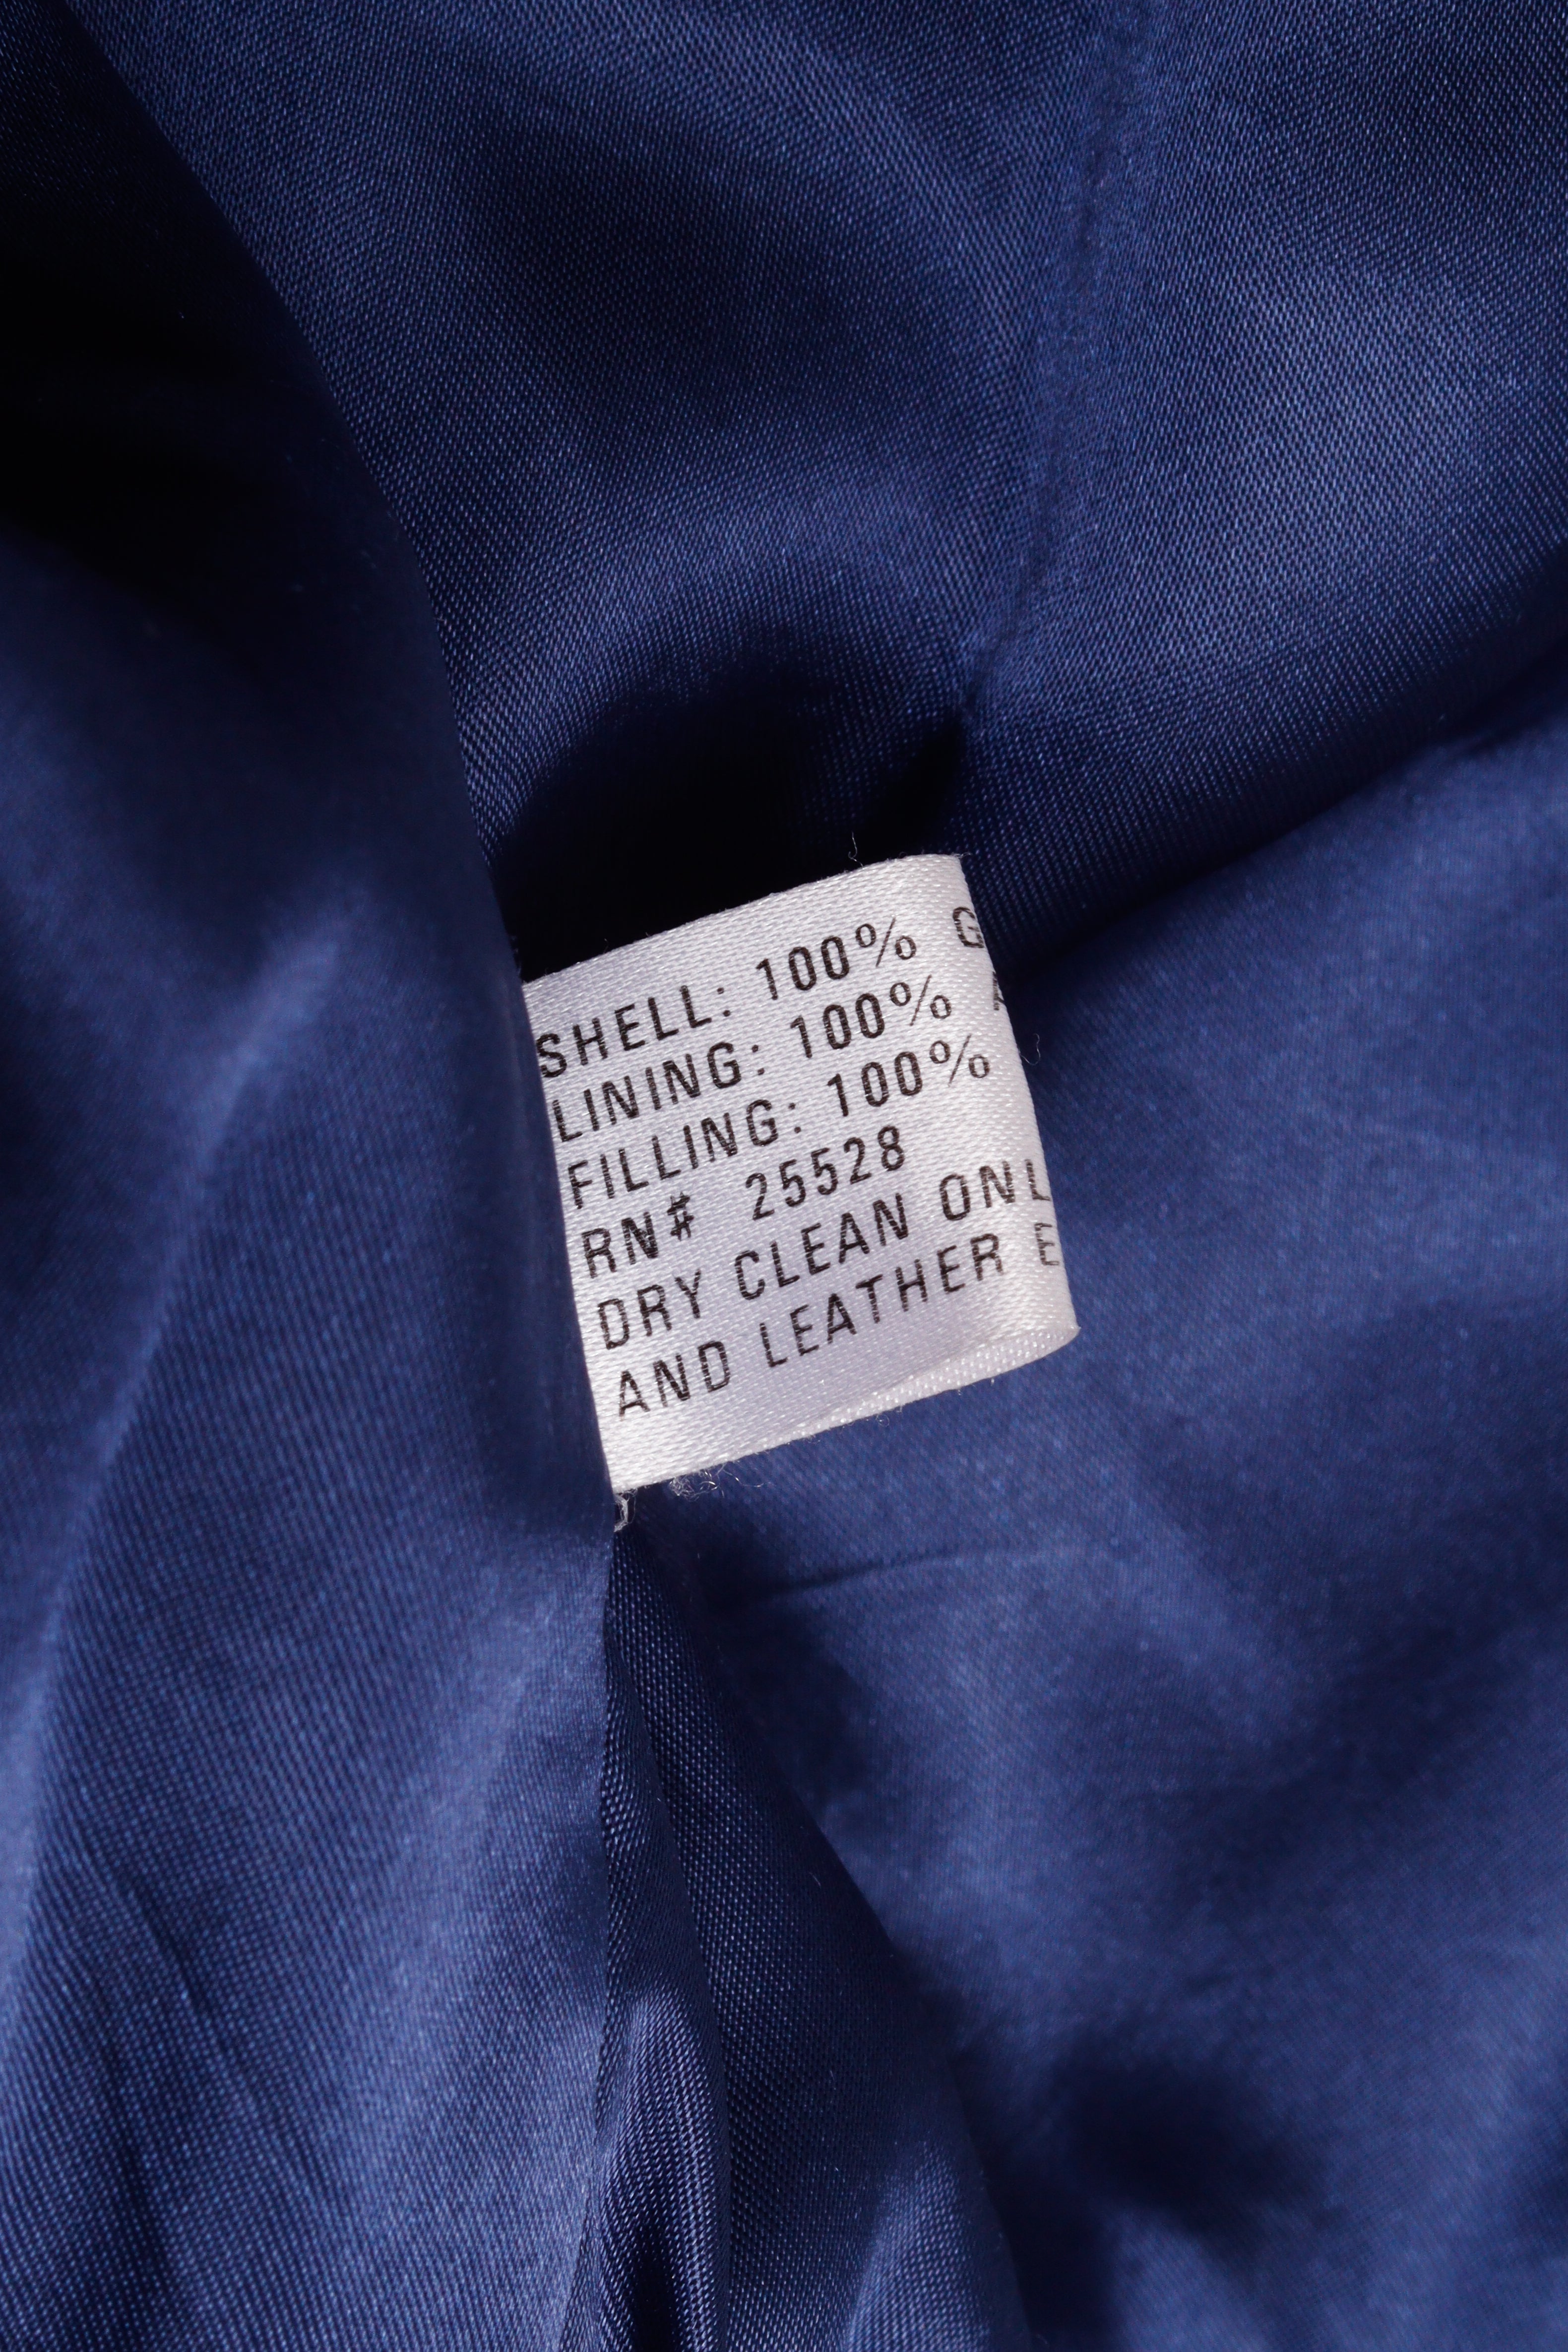 SHELL: 100% G
LINING: 100%
FILLING: 100%
RN# 25528
DRY CLEAN ONL
AND LEATHER E